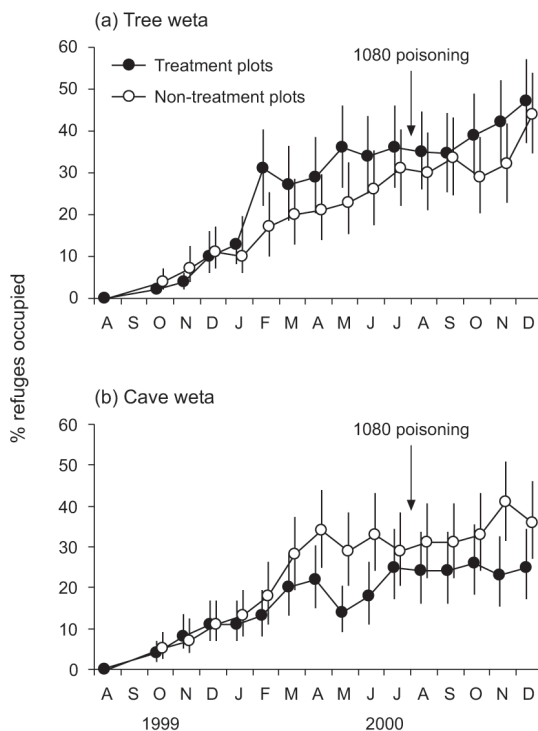 (a) Tree weta
60
50
40
30
20
10
0
Treatment plots
Non-treatment plots
1080 poisoning
A S O N D J F M A M J J A S O N D
% refuges occupied
(b) Cave weta
60
50
40
30
20
10
0
1080 poisoning
A S O N D J F M A M J J A S O N D
1999 2000